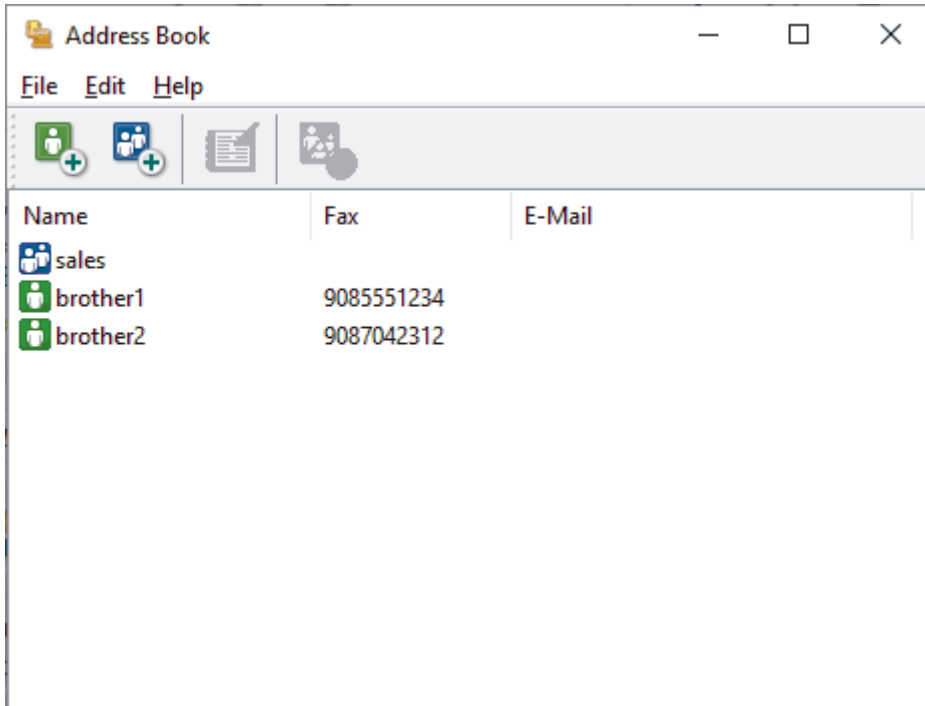 Address Book
File Edit Help
Name Fax E-Mail
sales
brother1 9085551234
brother2 9087042312